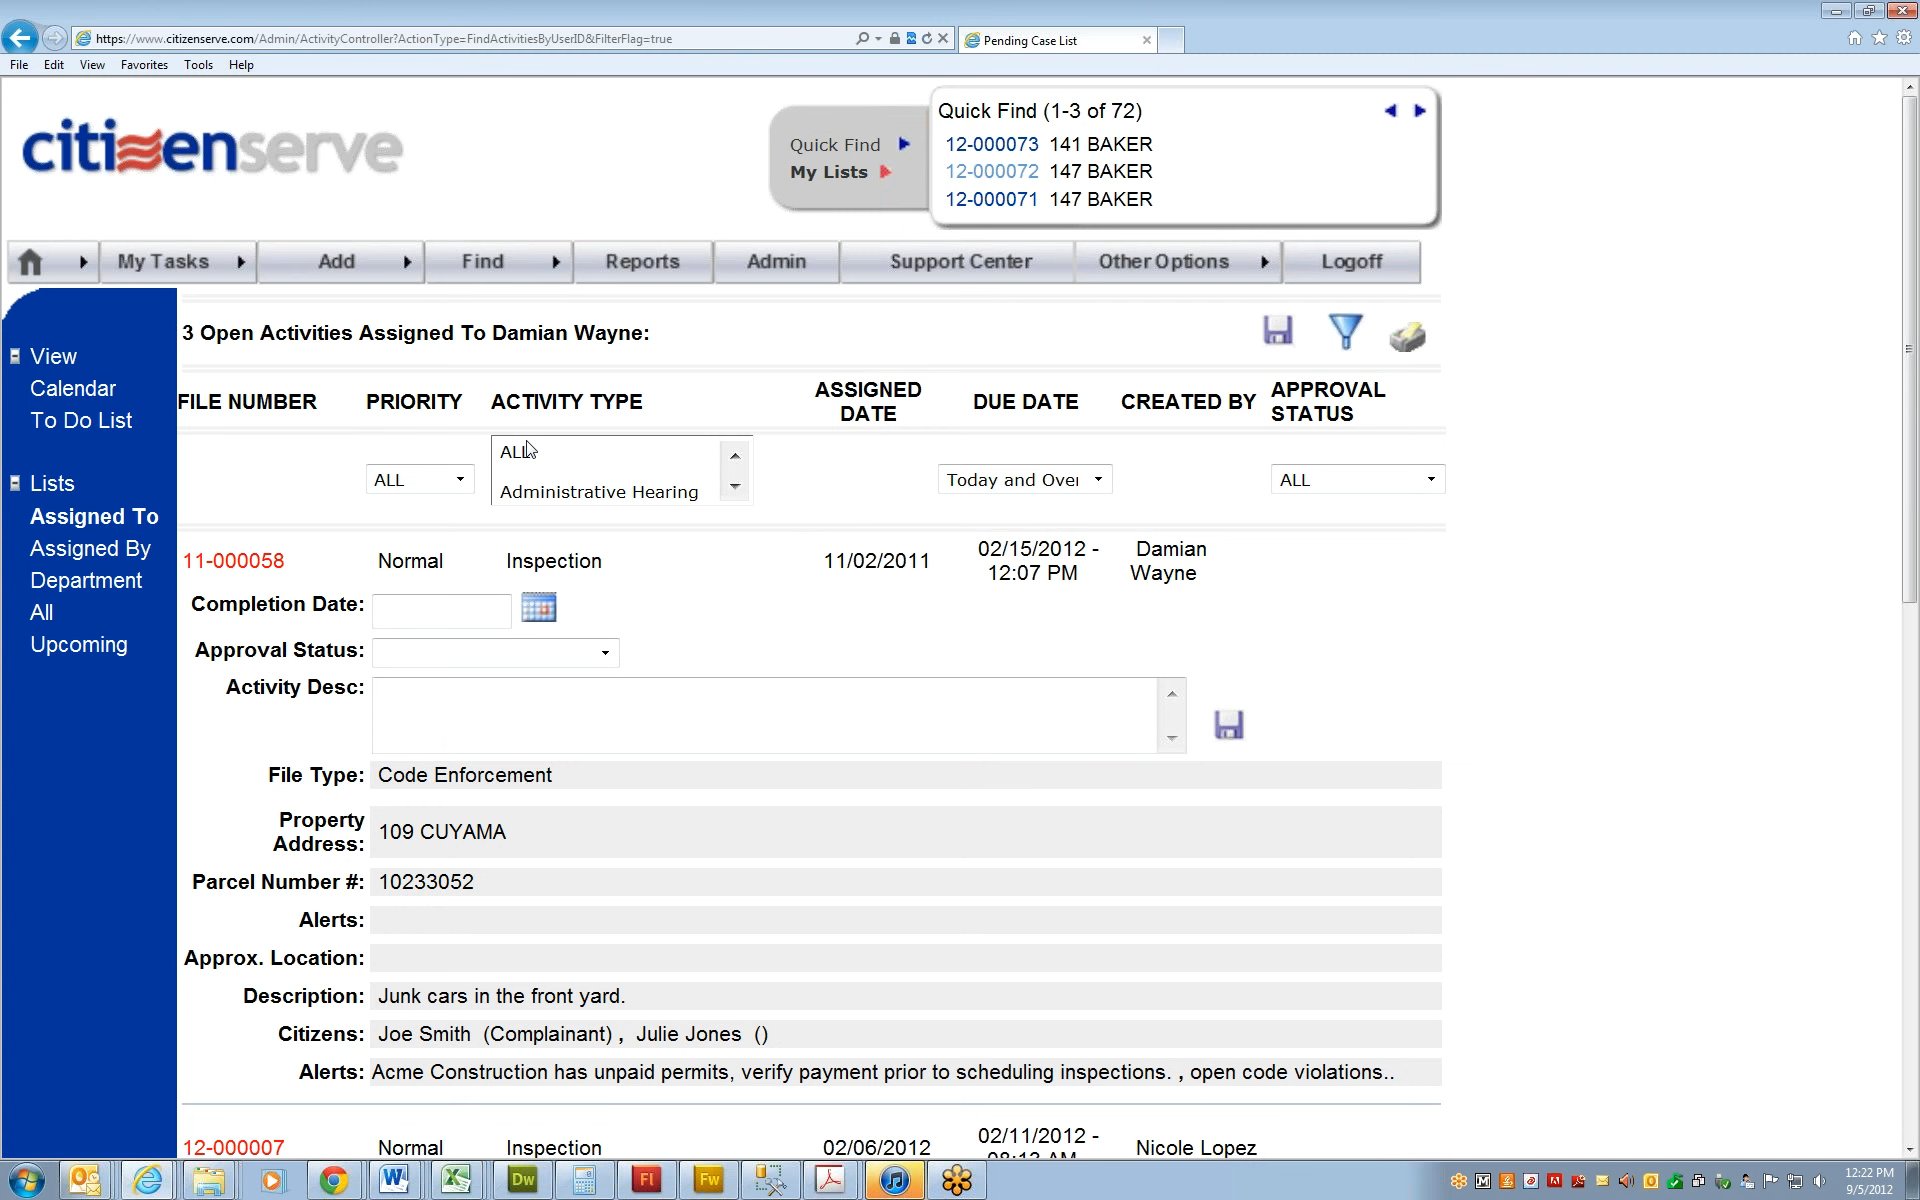 https://www.citizenserve.com/Admin/ActivityController?ActionType=FindActivitiesByUserID&FilterFlag=true
Pending Case List
File Edit View Favorites Tools Help
citizenserve
Quick Find
My Lists
Quick Find (1-3 of 72)
12-000073 141 BAKER
12-000072 147 BAKER
12-000071 147 BAKER
My Tasks Add Find Reports Admin Support Center Other Options Logoff
View
Calendar
To Do List
Lists
Assigned To
Assigned By
Department
All
Upcoming
3 Open Activities Assigned To Damian Wayne:
FILE NUMBER PRIORITY ACTIVITY TYPE ASSIGNED DATE DUE DATE CREATED BY APPROVAL STATUS
ALL
ALL
Administrative Hearing
Today and Over
ALL
11-000058 Normal Inspection 11/02/2011 02/15/2012 - 12:07 PM Damian Wayne
Completion Date:
Approval Status:
Activity Desc:
File Type: Code Enforcement
Property Address: 109 CUYAMA
Parcel Number #: 10233052
Alerts:
Approx. Location:
Description: Junk cars in the front yard.
Citizens: Joe Smith (Complainant) , Julie Jones ()
Alerts: Acme Construction has unpaid permits, verify payment prior to scheduling inspections. , open code violations..
12-000007 Normal Inspection 02/06/2012 02/11/2012 - Nicole Lopez
Dw Fl Fw
12:22 PM
9/5/2012